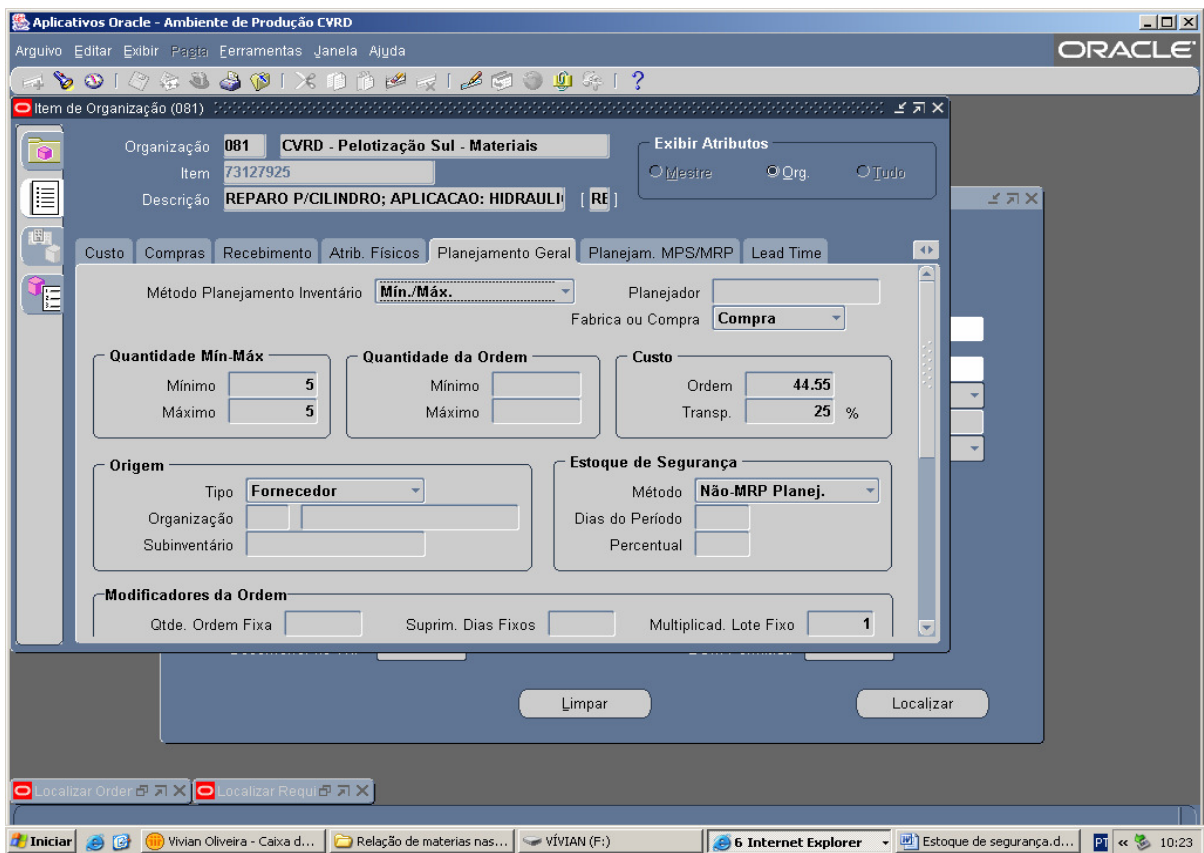 Aplicativos Oracle - Ambiente de Produção CVRD
Arquivo Editar Exibir Pasta Ferramentas Janela Ajuda
ORACLE
Item de Organização (081)
Organização 081 CVRD - Pelotização Sul - Materiais
Item 73127925
Descrição REPARO P/CILINDRO; APLICACAO: HIDRAULI [ RE ]
Exibir Atributos
Mestre Org. Tudo
Custo Compras Recebimento Atrib. Físicos Planejamento Geral Planejam. MPS/MRP Lead Time
Método Planejamento Inventário Mín./Máx. Planejador
Fabrica ou Compra Compra
Quantidade Mín-Máx Quantidade da Ordem Custo
Mínimo 5 Mínimo Ordem 44.55
Máximo 5 Máximo Transp. 25 %
Origem Estoque de Segurança
Tipo Fornecedor Método Não-MRP Planej.
Organização Dias do Período
Subinventário Percentual
Modificadores da Ordem
Qtde. Ordem Fixa Suprim. Dias Fixos Multiplicad. Lote Fixo 1
Limpar Localizar
Localizar Order Localizar Requi
Iniciar Vivian Oliveira - Caixa d... Relação de materias nas... VÍVIAN (F:) 6 Internet Explorer Estoque de segurança.d... PT « 10:23